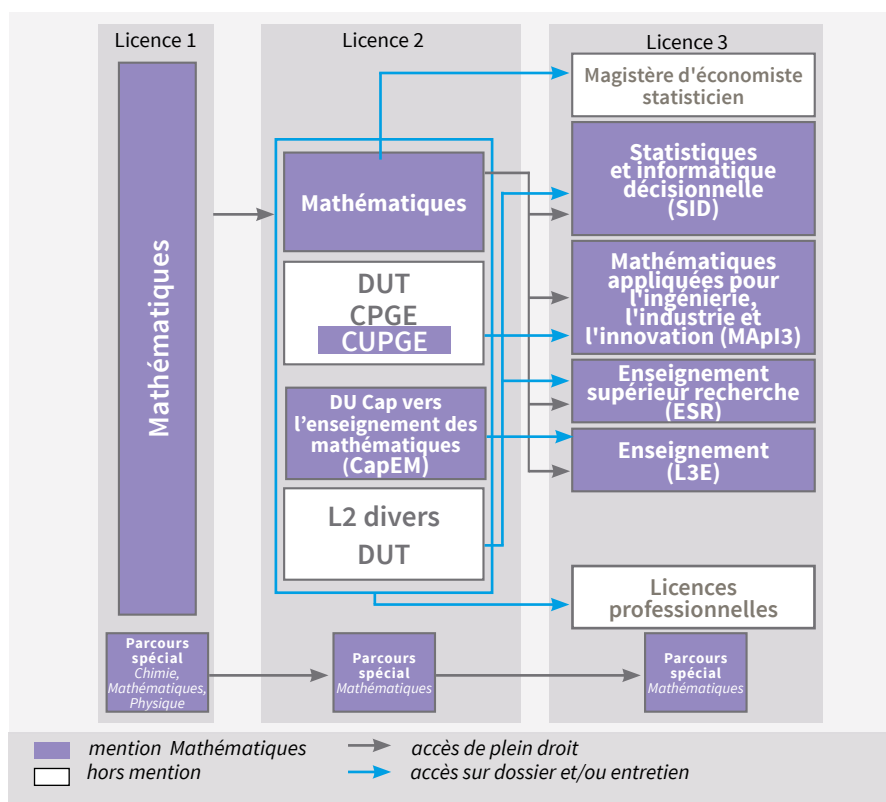 Licence 1
Licence 2
Licence 3
Mathématiques
Mathématiques
DUT
CPGE
CUPGE
DU Cap vers
l’enseignement des
mathématiques
(CapEM)
L2 divers
DUT
Magistère d'économiste
statisticien
Statistiques
et informatique
décisionnelle
(SID)
Mathématiques
appliquées pour
l'ingénierie,
l'industrie et
l'innovation (MApI3)
Enseignement
supérieur recherche
(ESR)
Enseignement
(L3E)
Licences
professionnelles
Parcours
spécial
Chimie,
Mathématiques,
Physique
Parcours
spécial
Mathématiques
Parcours
spécial
Mathématiques
mention Mathématiques
accès de plein droit
hors mention
accès sur dossier et/ou entretien